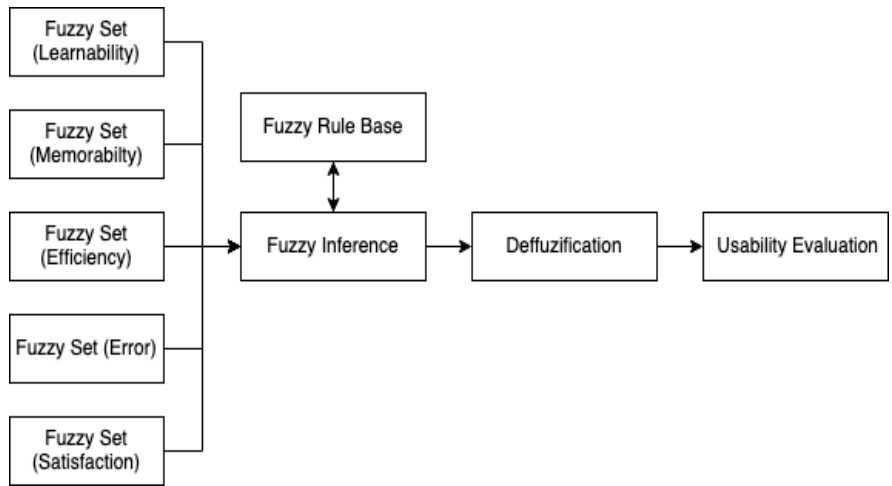 Fuzzy Set
(Learnability)
Fuzzy Set
(Memorabilty)
Fuzzy Set
(Efficiency)
Fuzzy Set (Error)
Fuzzy Set
(Satisfaction)
Fuzzy Rule Base
Fuzzy Inference
Deffuzification
Usability Evaluation